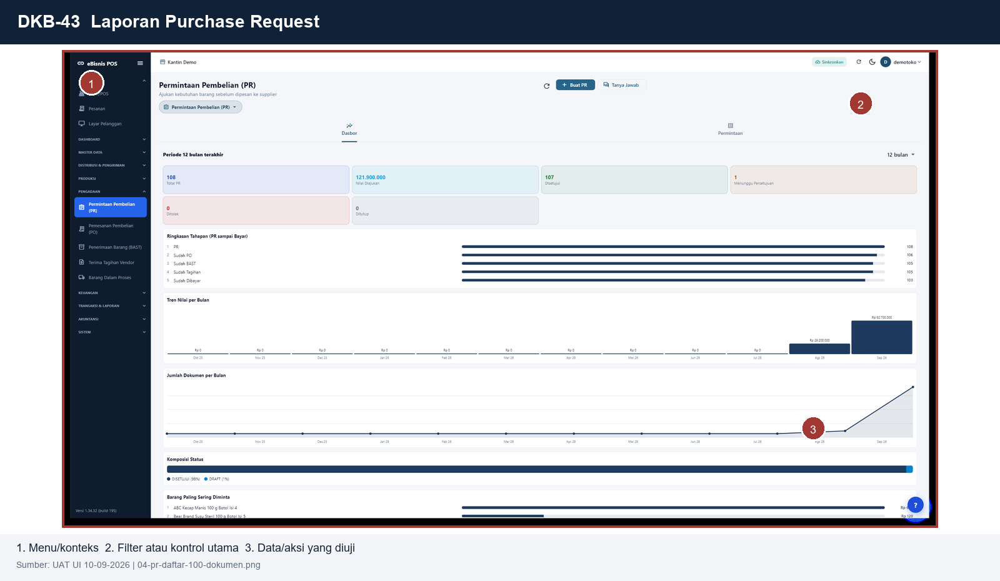 DKB-43 Laporan Purchase Request
eBisnis POS
1
POS
Pesanan
Layar Pelanggan
DASHBOARD
MASTER DATA
DISTRIBUSI & PENGIRIMAN
PRODUKSI
PENGADAAN
Permintaan Pembelian
(PR)
Pemesanan Pembelian
(PO)
Penerimaan Barang (BAST)
Terima Tagihan Vendor
Barang Dalam Proses
KEUANGAN
TRANSAKSI & LAPORAN
AKUNTANSI
SISTEM
Versi 1.34.32 (build 195)
Kantin Demo
Sinkronkan
D
demotoko
Permintaan Pembelian (PR)
Ajukan kebutuhan barang sebelum dipesan ke supplier
+ Buat PR
Tanya Jawab
2
Permintaan Pembelian (PR)
Dasbor
Permintaan
Periode 12 bulan terakhir
12 bulan
108
Total PR
121.900.000
Nilai Diajukan
107
Disetujui
1
Menunggu Persetujuan
0
Ditolak
0
Ditutup
Ringkasan Tahapan (PR sampai Bayar)
1 PR 108
2 Sudah PO 106
3 Sudah BAST 105
4 Sudah Tagihan 105
5 Sudah Dibayar 103
Tren Nilai per Bulan
Rp 0 Rp 0 Rp 0 Rp 0 Rp 0 Rp 0 Rp 0 Rp 0 Rp 0 Rp 0 Rp 29.200.000 Rp 92.700.000
Okt 25 Nov 25 Des 25 Jan 26 Feb 26 Mar 26 Apr 26 Mei 26 Jun 26 Jul 26 Ags 26 Sep 26
Jumlah Dokumen per Bulan
3
Okt 25 Nov 25 Des 25 Jan 26 Feb 26 Mar 26 Apr 26 Mei 26 Jun 26 Jul 26 Ags 26 Sep 26
Komposisi Status
DISETUJUI (99%) DRAFT (1%)
Barang Paling Sering Diminta
1 ABC Kecap Manis 100 g Botol Isi 4 Rp
2 Bear Brand Susu Steril 100 g Botol Isi 5 Rp 120
?
1. Menu/konteks 2. Filter atau kontrol utama 3. Data/aksi yang diuji
Sumber: UAT UI 10-09-2026 | 04-pr-daftar-100-dokumen.png